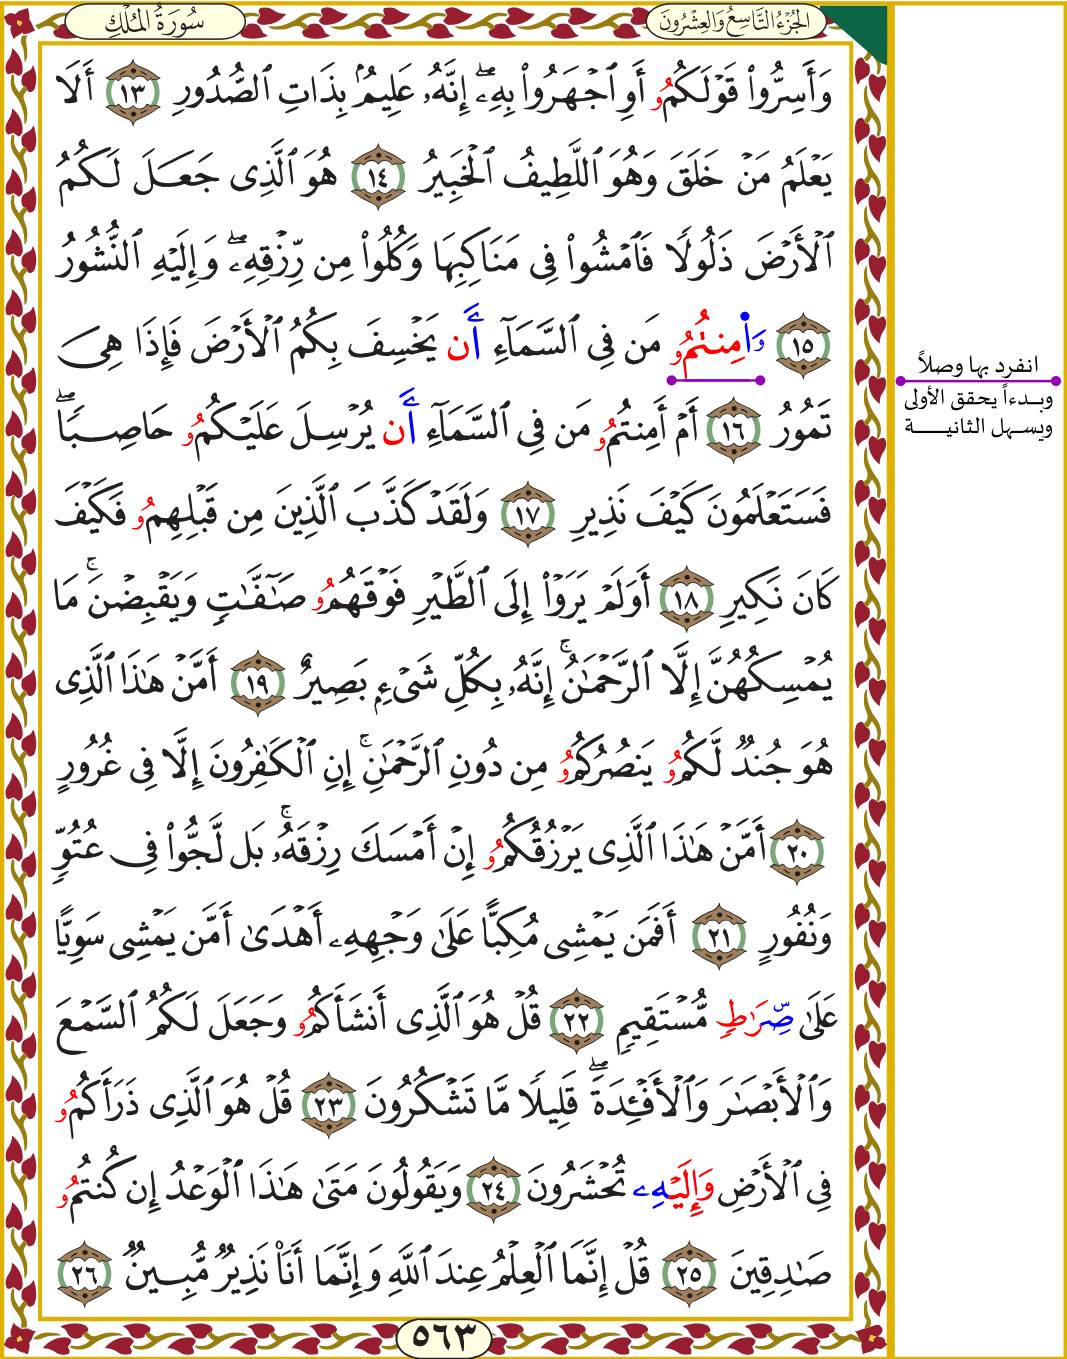 الجُزْءُ التَّاسِعُ وَالعِشْرُونَ
سُورَةُ المُلْكِ
وَأَسِرُّواْ قَوْلَكُمُۥ أَوِ ٱجْهَرُواْ بِهِۦٓۖ إِنَّهُۥ عَلِيمُۢ بِذَاتِ ٱلصُّدُورِ ١٣ أَلَا
يَعْلَمُ مَنْ خَلَقَ وَهُوَ ٱللَّطِيفُ ٱلْخَبِيرُ ١٤ هُوَ ٱلَّذِى جَعَلَ لَكُمُ
ٱلْأَرْضَ ذَلُولًا فَٱمْشُواْ فِى مَنَاكِبِهَا وَكُلُواْ مِن رِّزْقِهِۦۖ وَإِلَيْهِ ٱلنُّشُورُ
١٥ وَا۬مِنتُمُۥ مَن فِى ٱلسَّمَآءِ أَن يَخْسِفَ بِكُمُ ٱلْأَرْضَ فَإِذَا هِىَ
تَمُورُ ١٦ أَمْ أَمِنتُمُۥ مَن فِى ٱلسَّمَآءِ أَن يُرْسِلَ عَلَيْكُمُۥ حَاصِبًاۖ
فَسَتَعْلَمُونَ كَيْفَ نَذِيرِ ١٧ وَلَقَدْ كَذَّبَ ٱلَّذِينَ مِن قَبْلِهِمُۥ فَكَيْفَ
كَانَ نَكِيرِ ١٨ أَوَلَمْ يَرَوْاْ إِلَى ٱلطَّيْرِ فَوْقَهُمُۥ صَـٰٓفَّـٰتٍ وَيَقْبِضْنَۚ مَا
يُمْسِكُهُنَّ إِلَّا ٱلرَّحْمَـٰنُۚ إِنَّهُۥ بِكُلِّ شَىْءِۭ بَصِيرٌ ١٩ أَمَّنْ هَـٰذَا ٱلَّذِى
هُوَ جُندٌ لَّكُمُۥ يَنصُرُكُمُۥ مِن دُونِ ٱلرَّحْمَـٰنِۚ إِنِ ٱلْكَـٰفِرُونَ إِلَّا فِى غُرُورٍ
٢٠ أَمَّنْ هَـٰذَا ٱلَّذِى يَرْزُقُكُمُۥ إِنْ أَمْسَكَ رِزْقَهُۥۚ بَل لَّجُّواْ فِى عُتُوٍّ
وَنُفُورٍ ٢١ أَفَمَن يَمْشِى مُكِبًّا عَلَىٰ وَجْهِهِۦ أَهْدَىٰ أَمَّن يَمْشِى سَوِيًّا
عَلَىٰ صِّرَٰطٍ مُّسْتَقِيمٍ ٢٢ قُلْ هُوَ ٱلَّذِى أَنشَأَكُمُۥ وَجَعَلَ لَكُمُ ٱلسَّمْعَ
وَٱلْأَبْصَـٰرَ وَٱلْأَفْـِٔدَةَۖ قَلِيلًا مَّا تَشْكُرُونَ ٢٣ قُلْ هُوَ ٱلَّذِى ذَرَأَكُمُۥ
فِى ٱلْأَرْضِ وَإِلَيْهِۦ تُحْشَرُونَ ٢٤ وَيَقُولُونَ مَتَىٰ هَـٰذَا ٱلْوَعْدُ إِن كُنتُمُۥ
صَـٰدِقِينَ ٢٥ قُلْ إِنَّمَا ٱلْعِلْمُ عِندَ ٱللَّهِ وَإِنَّمَا أَنَا۠ نَذِيرٌ مُّبِينٌ ٢٦
انفرد بها وصلاً
وبدءاً يحقق الأولى
ويسهل الثانية
٥٦٣